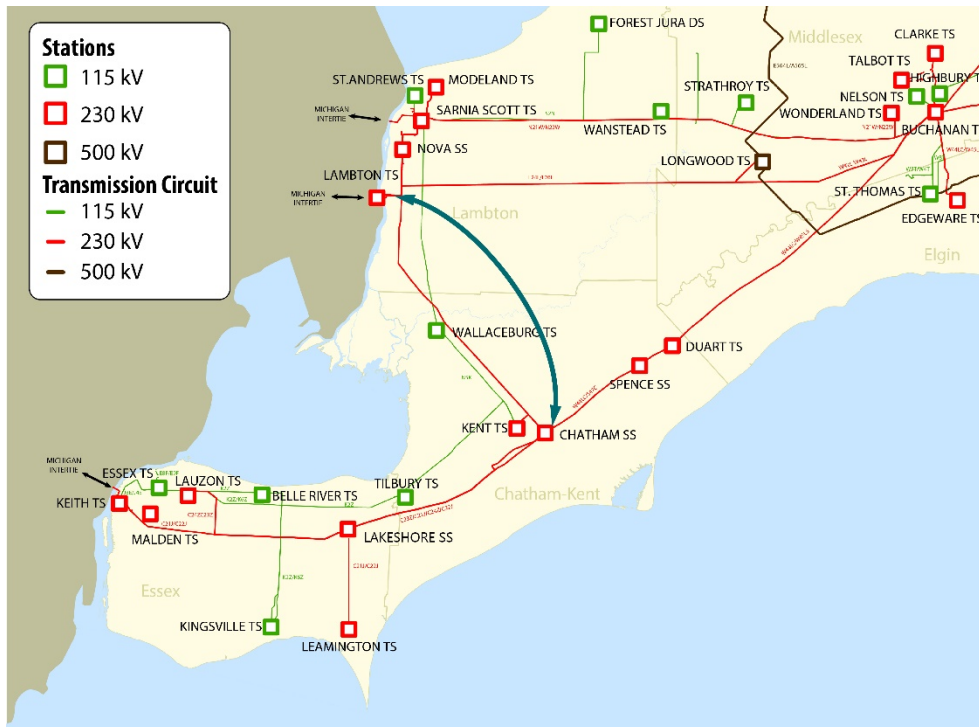 Stations
115 kV
230 kV
500 kV
Transmission Circuit
115 kV
230 kV
500 kV
FOREST JURA DS
Middlesex
CLARKE TS
TALBOT TS
HIGHBURY T
NELSON TS
WONDERLAND TS
BUCHANAN T
ST.ANDREWS TS
MODELAND TS
STRATHROY TS
MICHIGAN
INTERTIE
SARNIA SCOTT TS
WANSTEAD TS
NOVA SS
LONGWOOD TS
LAMBTON TS
MICHIGAN
INTERTIE
Lambton
ST. THOMAS TS
EDGEWARE TS
Elgin
WALLACEBURG TS
DUART TS
SPENCE SS
KENT TS
CHATHAM SS
MICHIGAN
INTERTIE
ESSEX TS
LAUZON TS
BELLE RIVER TS
TILBURY TS
Chatham-Kent
KEITH TS
MALDEN TS
LAKESHORE SS
Essex
KINGSVILLE TS
LEAMINGTON TS